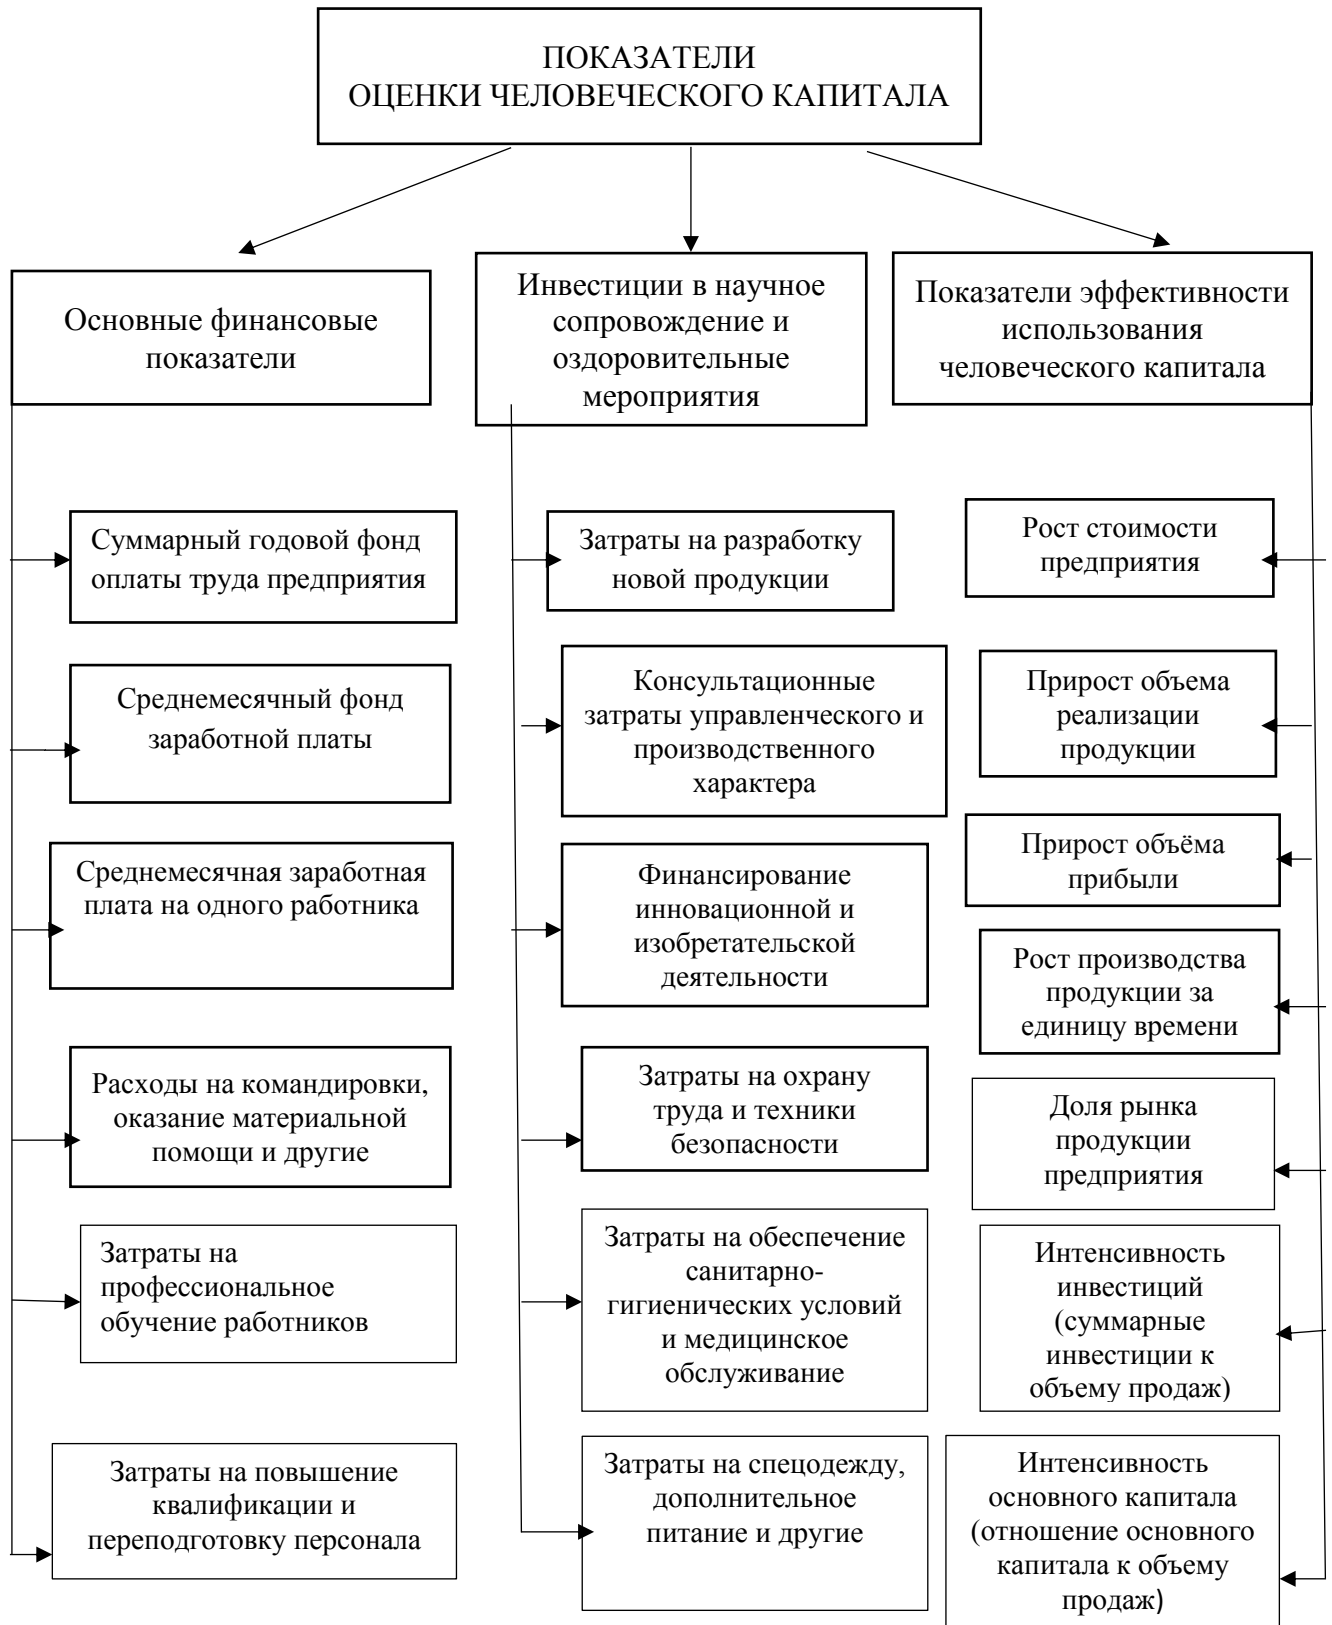 ПОКАЗАТЕЛИ
ОЦЕНКИ ЧЕЛОВЕЧЕСКОГО КАПИТАЛА
Основные финансовые
показатели
Инвестиции в научное
сопровождение и
оздоровительные
мероприятия
Показатели эффективности
использования
человеческого капитала
Суммарный годовой фонд
оплаты труда предприятия
Среднемесячный фонд
заработной платы
Среднемесячная заработная
плата на одного работника
Расходы на командировки,
оказание материальной
помощи и другие
Затраты на
профессиональное
обучение работников
Затраты на повышение
квалификации и
переподготовку персонала
Затраты на разработку
новой продукции
Консультационные
затраты управленческого и
производственного
характера
Финансирование
инновационной и
изобретательской
деятельности
Затраты на охрану
труда и техники
безопасности
Затраты на обеспечение
санитарно-
гигиенических условий
и медицинское
обслуживание
Затраты на спецодежду,
дополнительное
питание и другие
Рост стоимости
предприятия
Прирост объема
реализации
продукции
Прирост объёма
прибыли
Рост производства
продукции за
единицу времени
Доля рынка
продукции
предприятия
Интенсивность
инвестиций
(суммарные
инвестиции к
объему продаж)
Интенсивность
основного капитала
(отношение основного
капитала к объему
продаж)